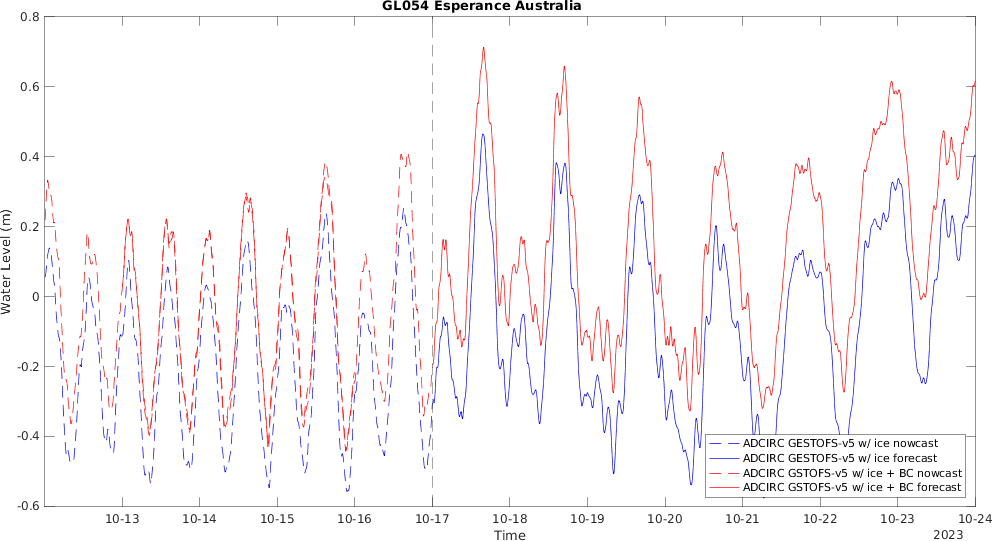 GL054 Esperance Australia
Water Level (m)
0.8
0.6
0.4
0.2
0
-0.2
-0.4
-0.6
ADCIRC GESTOFS-v5 w/ ice nowcast
ADCIRC GESTOFS-v5 w/ ice forecast
ADCIRC GSTOFS-v5 w/ ice + BC nowcast
ADCIRC GSTOFS-v5 w/ ice + BC forecast
10-13 10-14 10-15 10-16 10-17 10-18 10-19 10-20 10-21 10-22 10-23 10-24
Time
2023